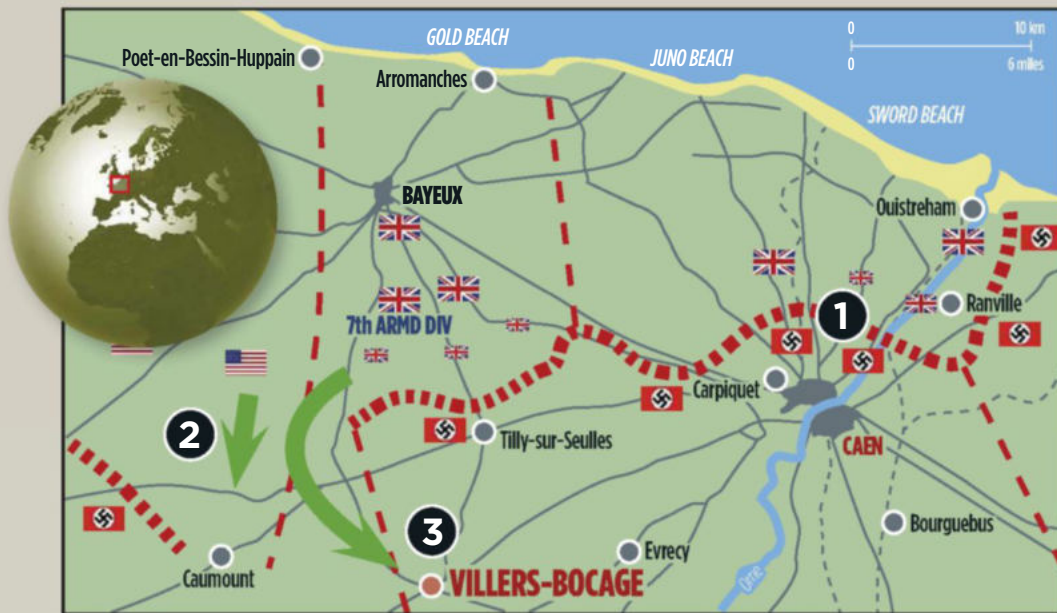 GOLD BEACH
0 10 km
0 6 miles
Poet-en-Bessin-Huppain
JUNO BEACH
Arromanches
SWORD BEACH
BAYEUX
Ouistreham
7th ARMD DIV
Ranville
1
Carpiquet
2
Tilly-sur-Seulles
CAEN
3
Bourguebus
Evrecy
Caumount
VILLERS-BOCAGE
Orne